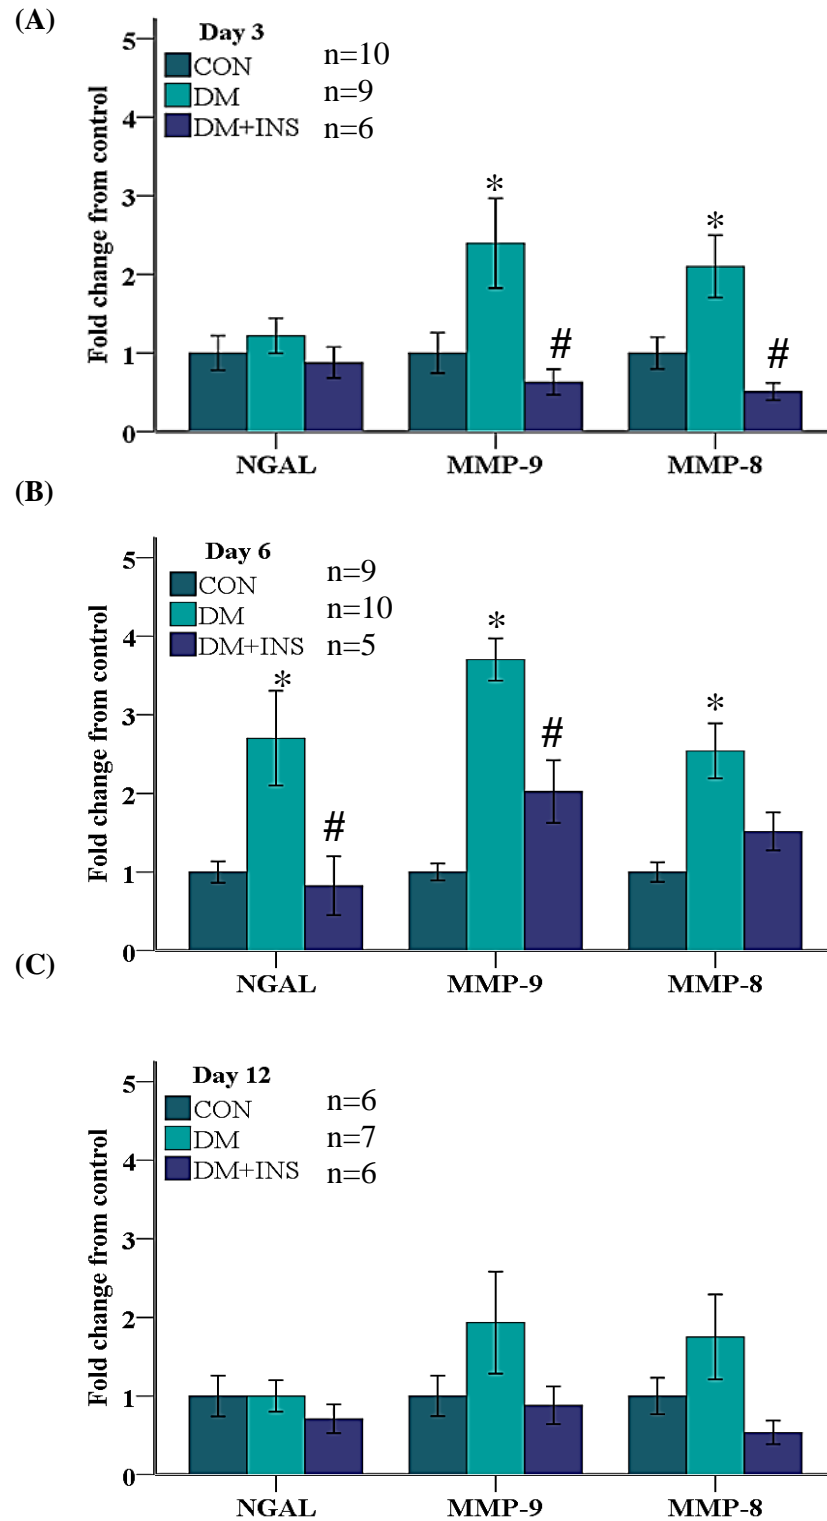 (A)
Day 3
CON n=10
DM n=9
DM+INS n=6
Fold change from control
5
4
3
2
1
0
*
#
*
#
NGAL MMP-9 MMP-8
(B)
Day 6
CON n=9
DM n=10
DM+INS n=5
Fold change from control
5
4
3
2
1
0
*
#
*
#
*
NGAL MMP-9 MMP-8
(C)
Day 12
CON n=6
DM n=7
DM+INS n=6
Fold change from control
5
4
3
2
1
0
NGAL MMP-9 MMP-8